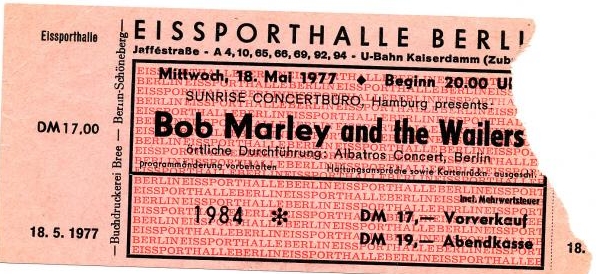 Eissporthalle
DM 17.00
18. 5. 1977
Buchdruckerei Bree — Berlin-Schöneberg
EISSPORTHALLE BERLI
Jafféstraße - A 4, 10, 65, 66, 69, 92, 94 - U-Bahn Kaiserdamm (Zub
Mittwoch, 18. Mai 1977 ♦ Beginn 20.00 U
SUNRISE CONCERTBÜRO, Hamburg presents:
Bob Marley and the Wailers
örtliche Durchführung: Albatros Concert, Berlin
programmänderung vorbehalten Haftungsansprüche sowie Kartenrückn. ausgeschl.
incl. Mehrwertsteuer
1984 * DM 17,— Vorverkauf
DM 19,— Abendkasse
18.